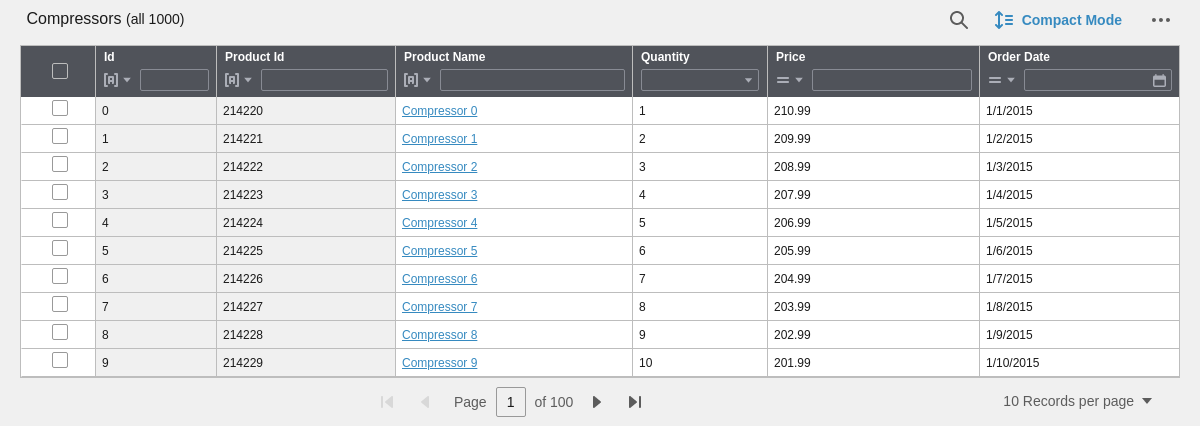 Compressors (all 1000)
Compact Mode
Id Product Id Product Name Quantity Price Order Date
0 214220 Compressor 0 1 210.99 1/1/2015
1 214221 Compressor 1 2 209.99 1/2/2015
2 214222 Compressor 2 3 208.99 1/3/2015
3 214223 Compressor 3 4 207.99 1/4/2015
4 214224 Compressor 4 5 206.99 1/5/2015
5 214225 Compressor 5 6 205.99 1/6/2015
6 214226 Compressor 6 7 204.99 1/7/2015
7 214227 Compressor 7 8 203.99 1/8/2015
8 214228 Compressor 8 9 202.99 1/9/2015
9 214229 Compressor 9 10 201.99 1/10/2015
Page 1 of 100
10 Records per page